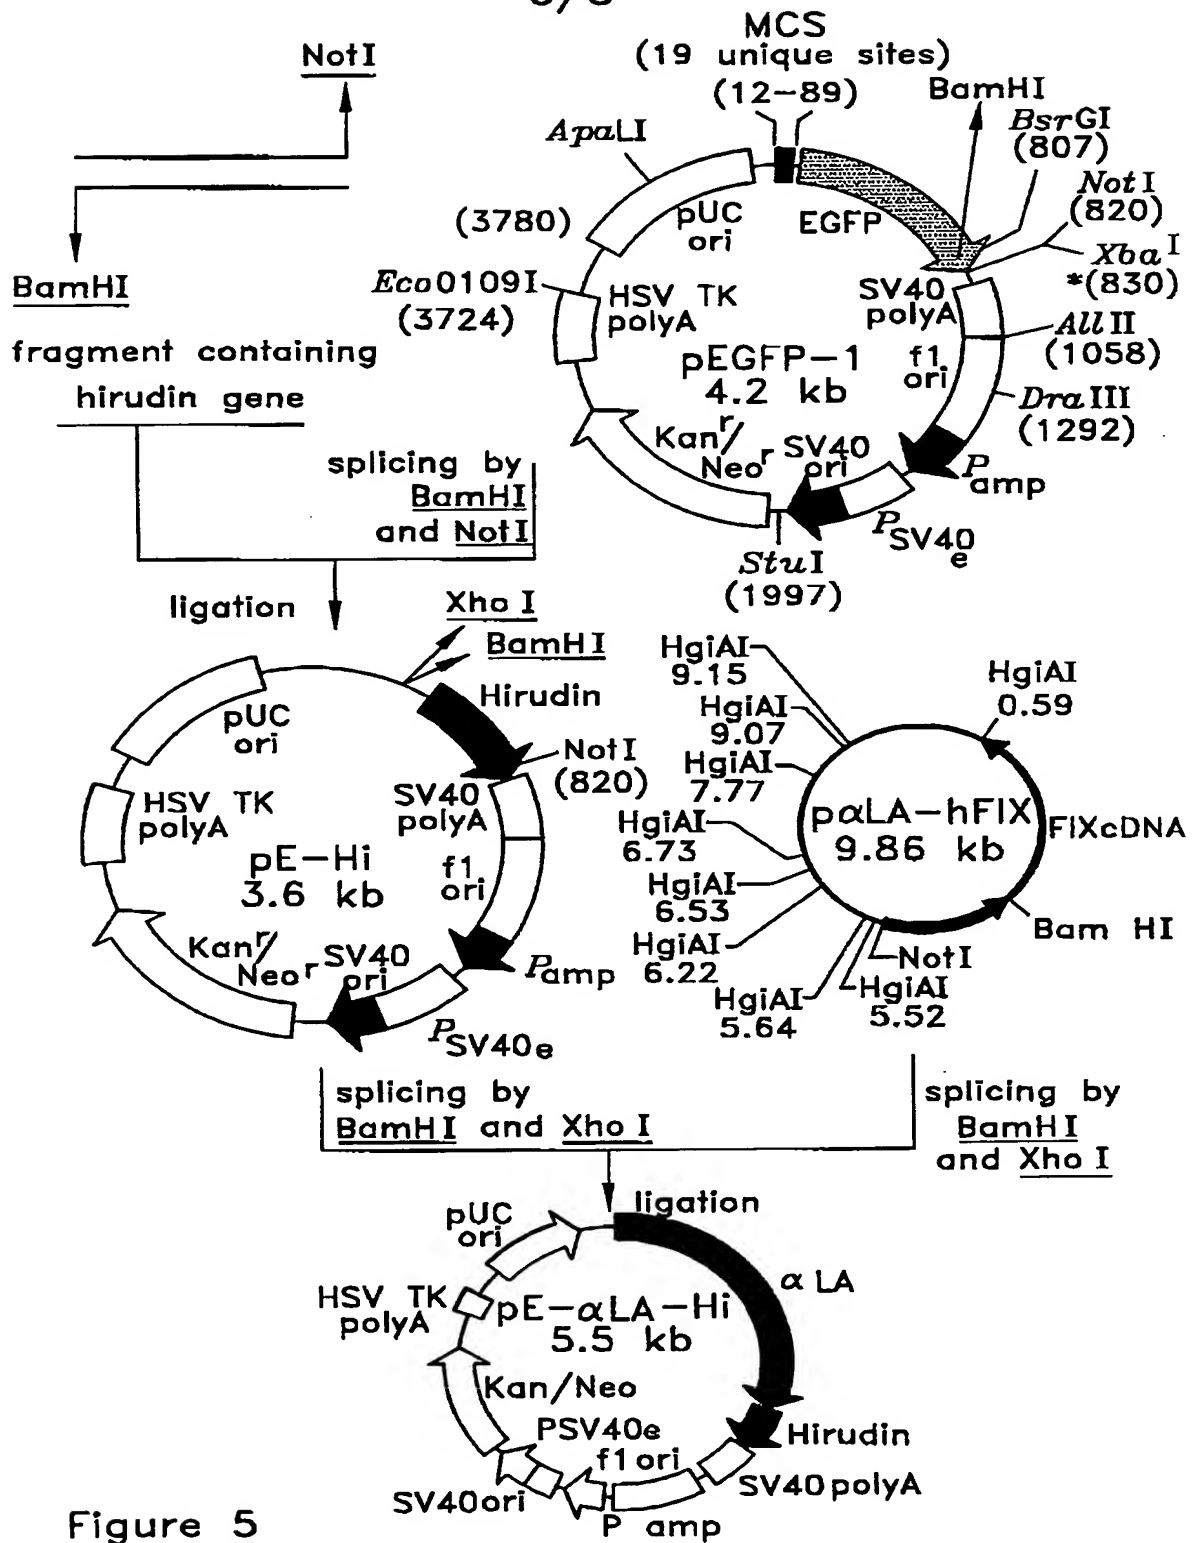 NotI
BamHI
fragment containing
hirudin gene
splicing by
BamHI
and NotI
ligation
MCS
(19 unique sites)
(12-89)
BamHI
BsrGI
(807)
NotI
(820)
XbaI
*(830)
ApaLI
(3780)
pUC
ori
EGFP
EcoO109I
(3724)
HSV TK
polyA
SV40
polyA
AllII
(1058)
pEGFP-1
4.2 kb
f1
ori
DraIII
(1292)
Kanr/
Neor
SV40
ori
Pamp
PSV40e
StuI
(1997)
Xho I
BamHI
Hirudin
pUC
ori
NotI
(820)
HSV TK
polyA
SV40
polyA
pE-Hi
3.6 kb
f1
ori
Kanr/
Neor
SV40
ori
Pamp
PSV40e
HgiAI
9.15
HgiAI
0.59
HgiAI
9.07
HgiAI
7.77
HgiAI
6.73
pαLA-hFIX
9.86 kb
FIXcDNA
HgiAI
6.53
HgiAI
6.22
Bam HI
NotI
HgiAI
5.64
HgiAI
5.52
splicing by
BamHI and Xho I
splicing by
BamHI
and Xho I
ligation
pUC
ori
α LA
HSV TK
polyA
pE-αLA-Hi
5.5 kb
Kan/Neo
PSV40e
f1 ori
Hirudin
SV40polyA
SV40ori
P amp
Figure 5